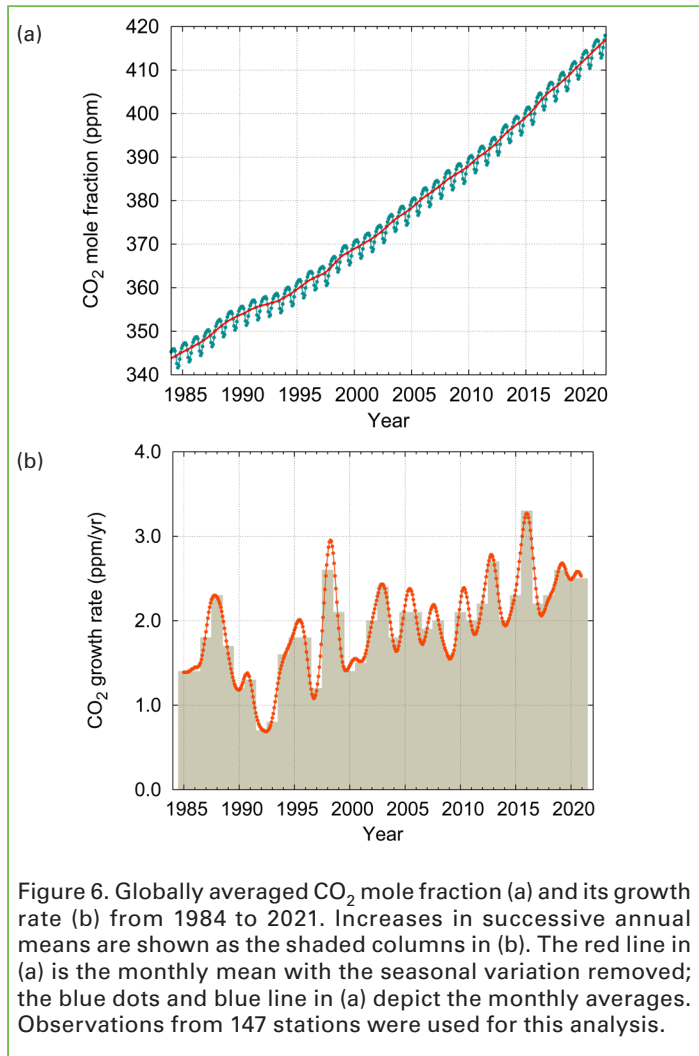 (a)
420
410
400
390
380
370
360
350
340
CO₂ mole fraction (ppm)
1985 1990 1995 2000 2005 2010 2015 2020
Year
(b)
4.0
3.0
2.0
1.0
0.0
CO₂ growth rate (ppm/yr)
1985 1990 1995 2000 2005 2010 2015 2020
Year
Figure 6. Globally averaged CO₂ mole fraction (a) and its growth
rate (b) from 1984 to 2021. Increases in successive annual
means are shown as the shaded columns in (b). The red line in
(a) is the monthly mean with the seasonal variation removed;
the blue dots and blue line in (a) depict the monthly averages.
Observations from 147 stations were used for this analysis.